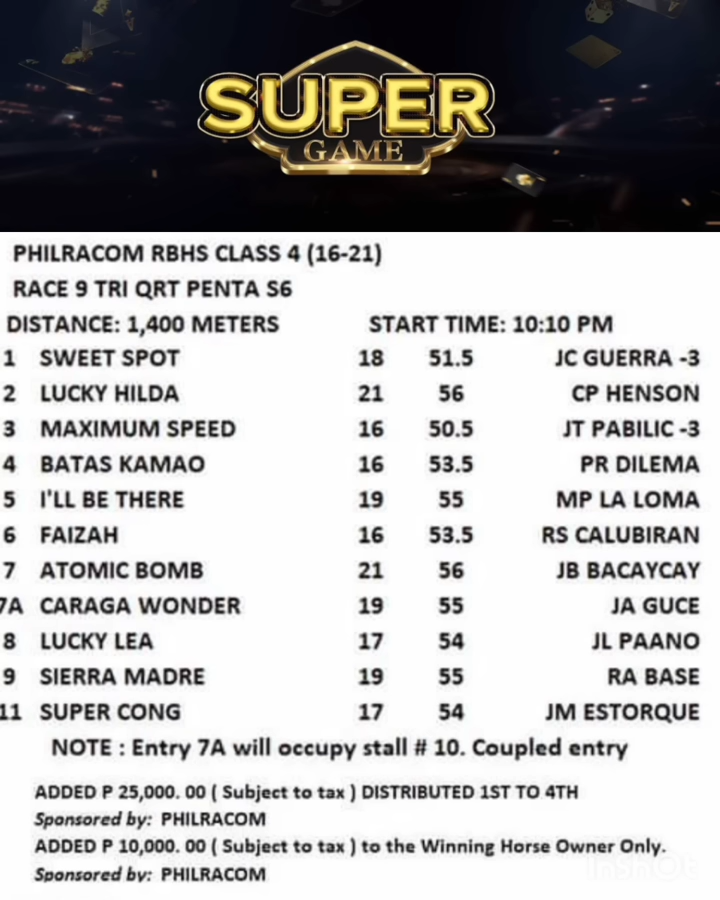 SUPER
GAME
PHILRACOM RBHS CLASS 4 (16-21)
RACE 9 TRI QRT PENTA S6
DISTANCE: 1,400 METERS START TIME: 10:10 PM
1 SWEET SPOT 18 51.5 JC GUERRA -3
2 LUCKY HILDA 21 56 CP HENSON
3 MAXIMUM SPEED 16 50.5 JT PABILIC -3
4 BATAS KAMAO 16 53.5 PR DILEMA
5 I'LL BE THERE 19 55 MP LA LOMA
6 FAIZAH 16 53.5 RS CALUBIRAN
7 ATOMIC BOMB 21 56 JB BACAYCAY
7A CARAGA WONDER 19 55 JA GUCE
8 LUCKY LEA 17 54 JL PAANO
9 SIERRA MADRE 19 55 RA BASE
11 SUPER CONG 17 54 JM ESTORQUE
NOTE : Entry 7A will occupy stall # 10. Coupled entry
ADDED P 25,000. 00 ( Subject to tax ) DISTRIBUTED 1ST TO 4TH
Sponsored by: PHILRACOM
ADDED P 10,000. 00 ( Subject to tax ) to the Winning Horse Owner Only.
Sponsored by: PHILRACOM
InShOt